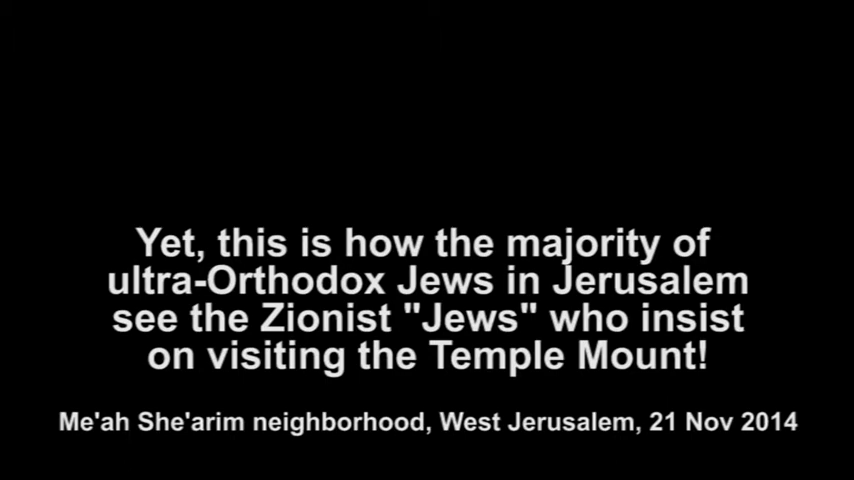 Yet, this is how the majority of
ultra-Orthodox Jews in Jerusalem
see the Zionist "Jews" who insist
on visiting the Temple Mount!
Me'ah She'arim neighborhood, West Jerusalem, 21 Nov 2014